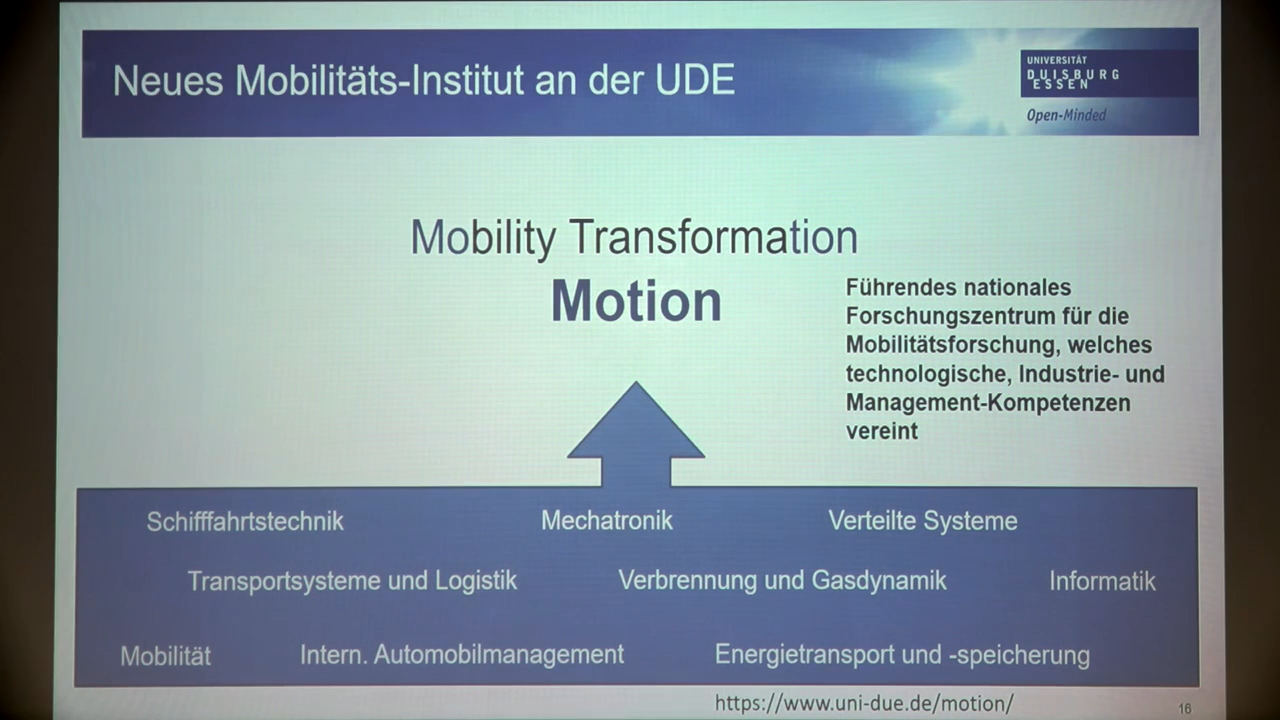 Neues Mobilitäts-Institut an der UDE
UNIVERSITÄT
DUISBURG
ESSEN
Open-Minded
Mobility Transformation
Motion
Führendes nationales
Forschungszentrum für die
Mobilitätsforschung, welches
technologische, Industrie- und
Management-Kompetenzen
vereint
Schifffahrtstechnik Mechatronik Verteilte Systeme
Transportsysteme und Logistik Verbrennung und Gasdynamik Informatik
Mobilität Intern. Automobilmanagement Energietransport und -speicherung
https://www.uni-due.de/motion/
16